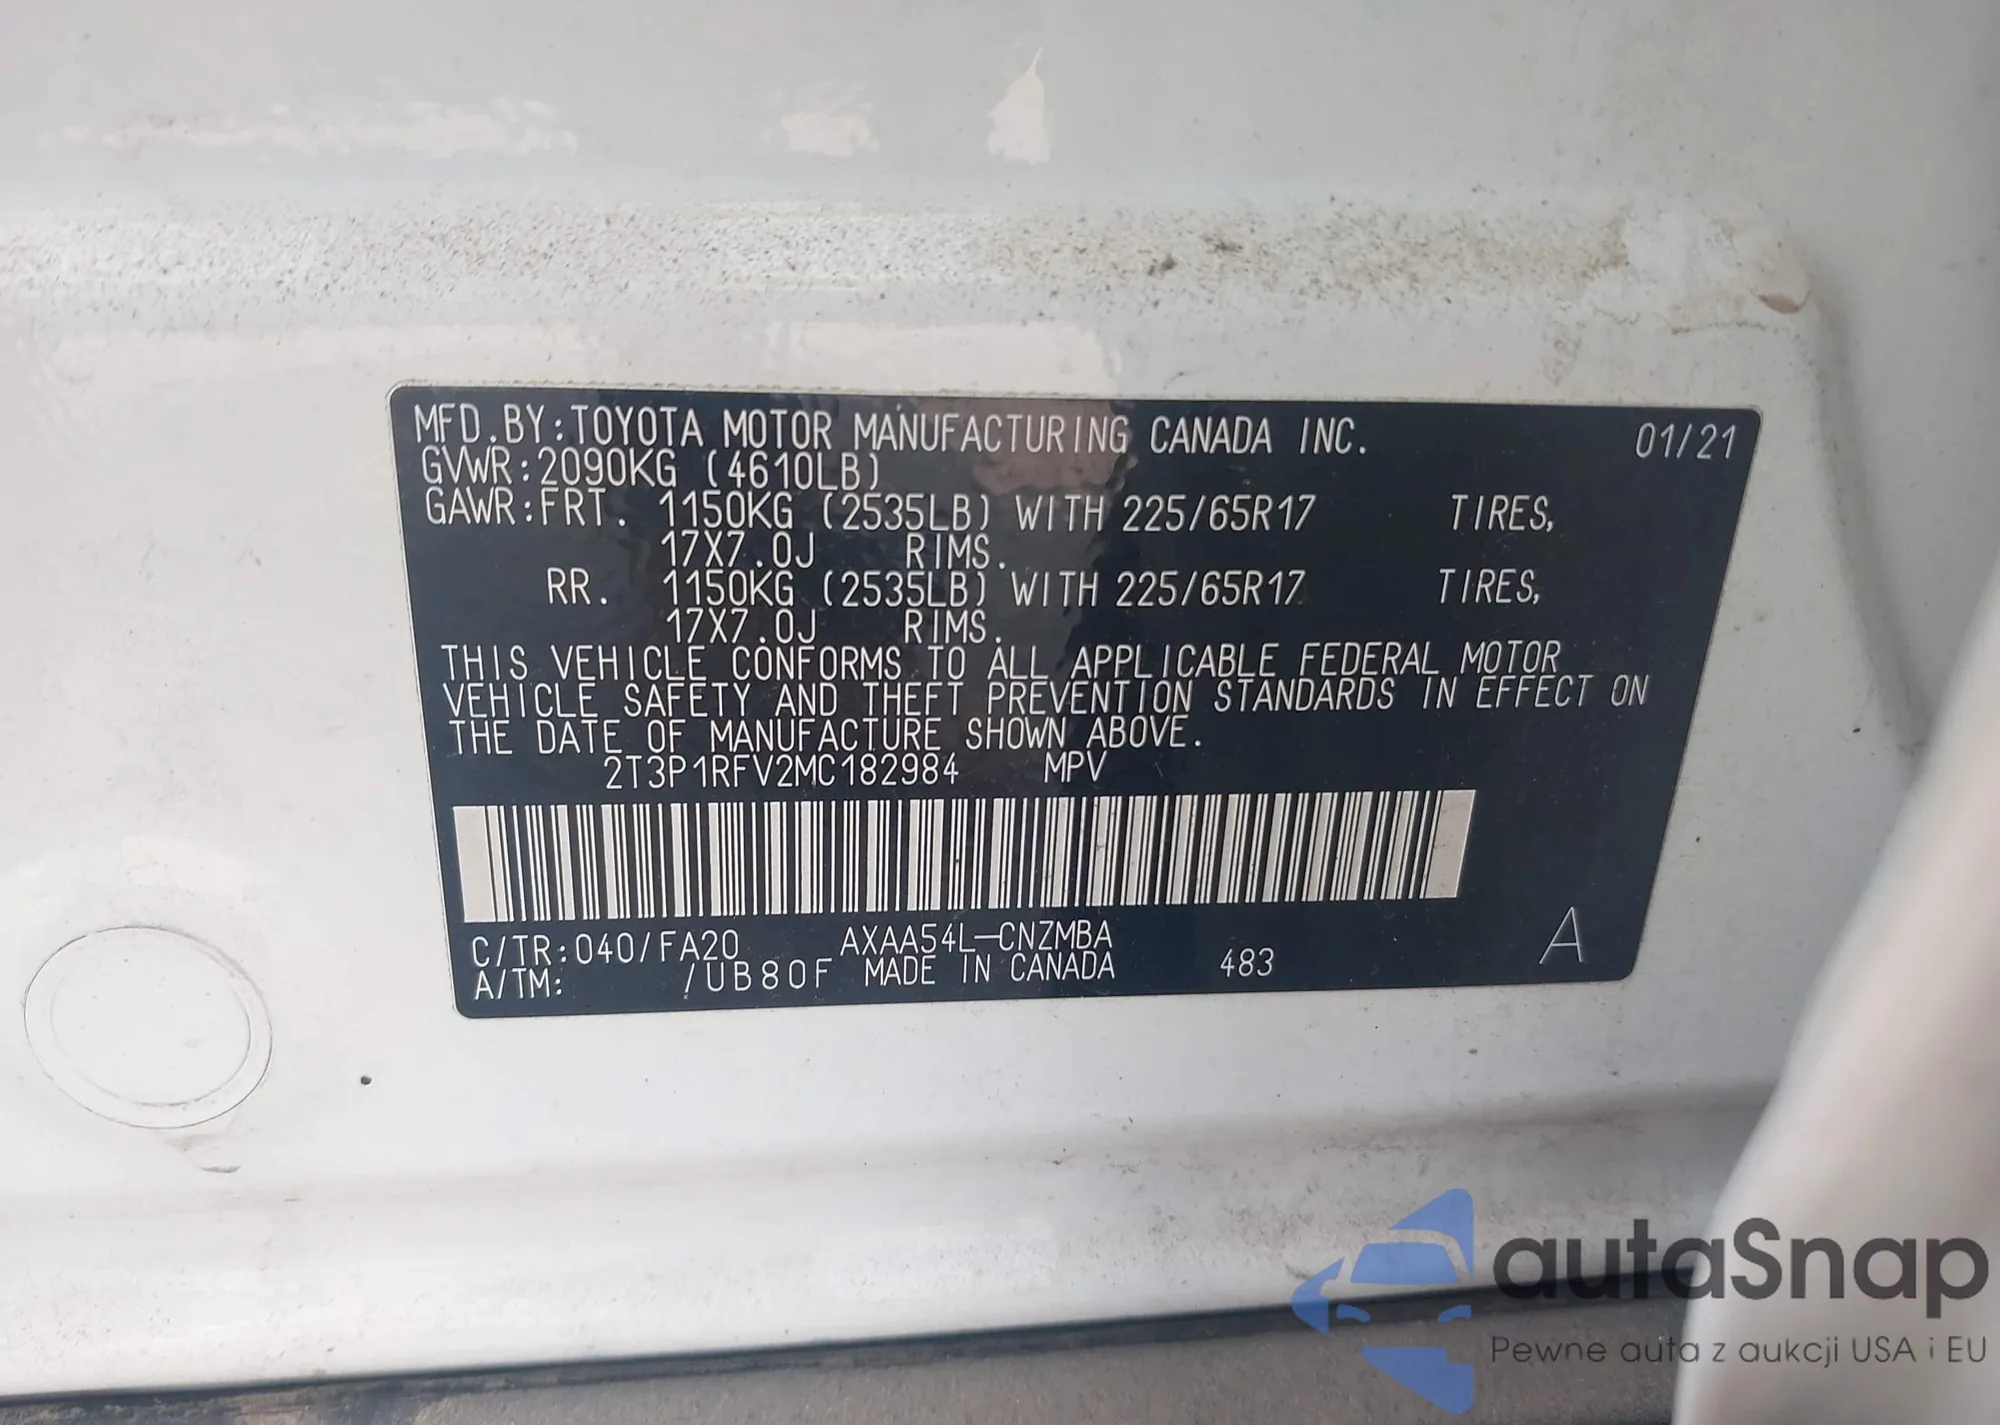 MFD.BY:TOYOTA MOTOR MANUFACTURING CANADA INC. 01/21
GVWR:2090KG (4610LB)
GAWR:FRT. 1150KG (2535LB) WITH 225/65R17 TIRES,
17X7.0J RIMS.
RR. 1150KG (2535LB) WITH 225/65R17 TIRES,
17X7.0J RIMS.
THIS VEHICLE CONFORMS TO ALL APPLICABLE FEDERAL MOTOR
VEHICLE SAFETY AND THEFT PREVENTION STANDARDS IN EFFECT ON
THE DATE OF MANUFACTURE SHOWN ABOVE.
2T3P1RFV2MC182984 MPV
C/TR:040/FA20 AXAA54L-CNZMBA
A/TM: /UB80F MADE IN CANADA 483 A
autaSnap
Pewne auta z aukcji USA i EU